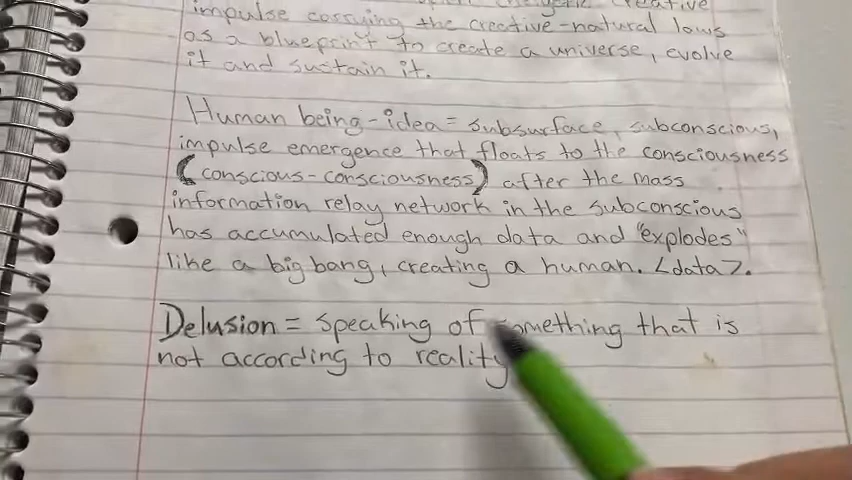 creative
impulse carrying the creative-natural laws
as a blueprint to create a universe, evolve
it and sustain it.
Human being-idea = subsurface, subconscious,
impulse emergence that floats to the consciousness
(conscious-consciousness) after the mass
information relay network in the subconscious
has accumulated enough data and "explodes"
like a big bang, creating a human. <data>.
Delusion = speaking of something that is
not according to reality